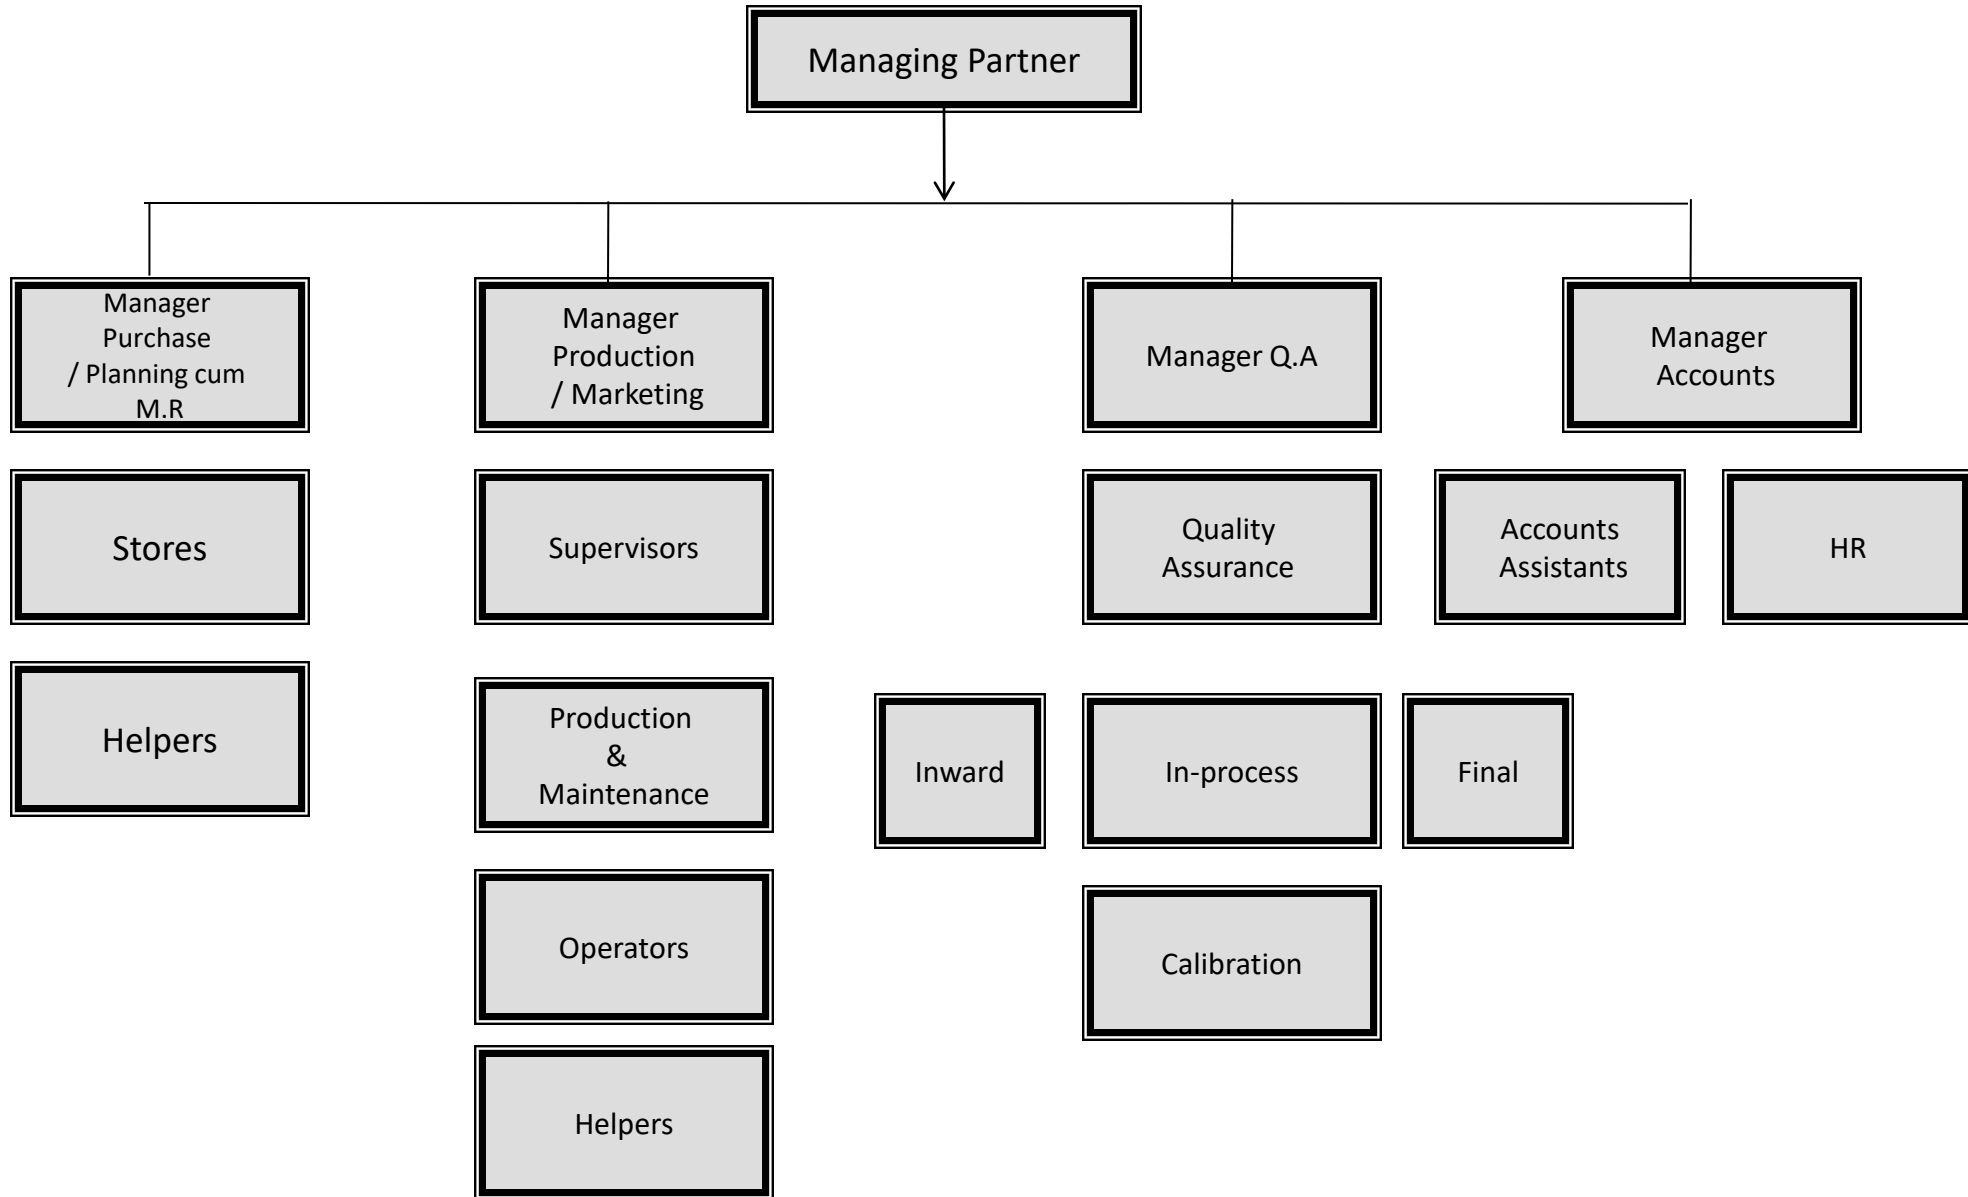 Managing Partner
Manager
Purchase
/ Planning cum
M.R
Manager
Production
/ Marketing
Manager Q.A
Manager
Accounts
Stores
Supervisors
Quality
Assurance
Accounts
Assistants
HR
Helpers
Production
&
Maintenance
Inward
In-process
Final
Operators
Calibration
Helpers